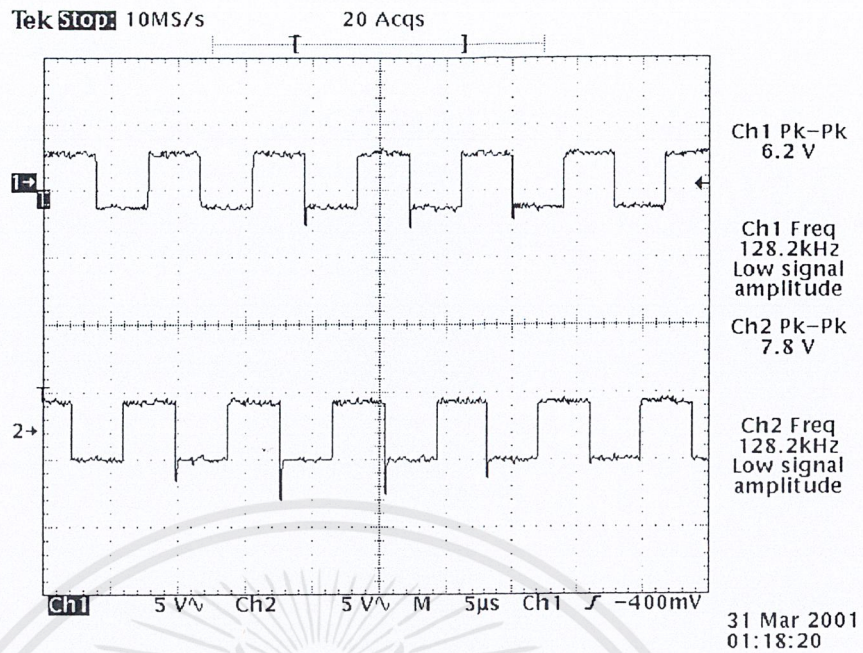 Tek Stop: 10MS/s 20 Acqs
Ch1 Pk–Pk
6.2 V
1→
Ch1 Freq
128.2kHz
Low signal
amplitude
Ch2 Pk–Pk
7.8 V
2→
Ch2 Freq
128.2kHz
Low signal
amplitude
Ch1 5 V∿ Ch2 5 V∿ M 5µs Ch1 ƒ –400mV
31 Mar 2001
01:18:20